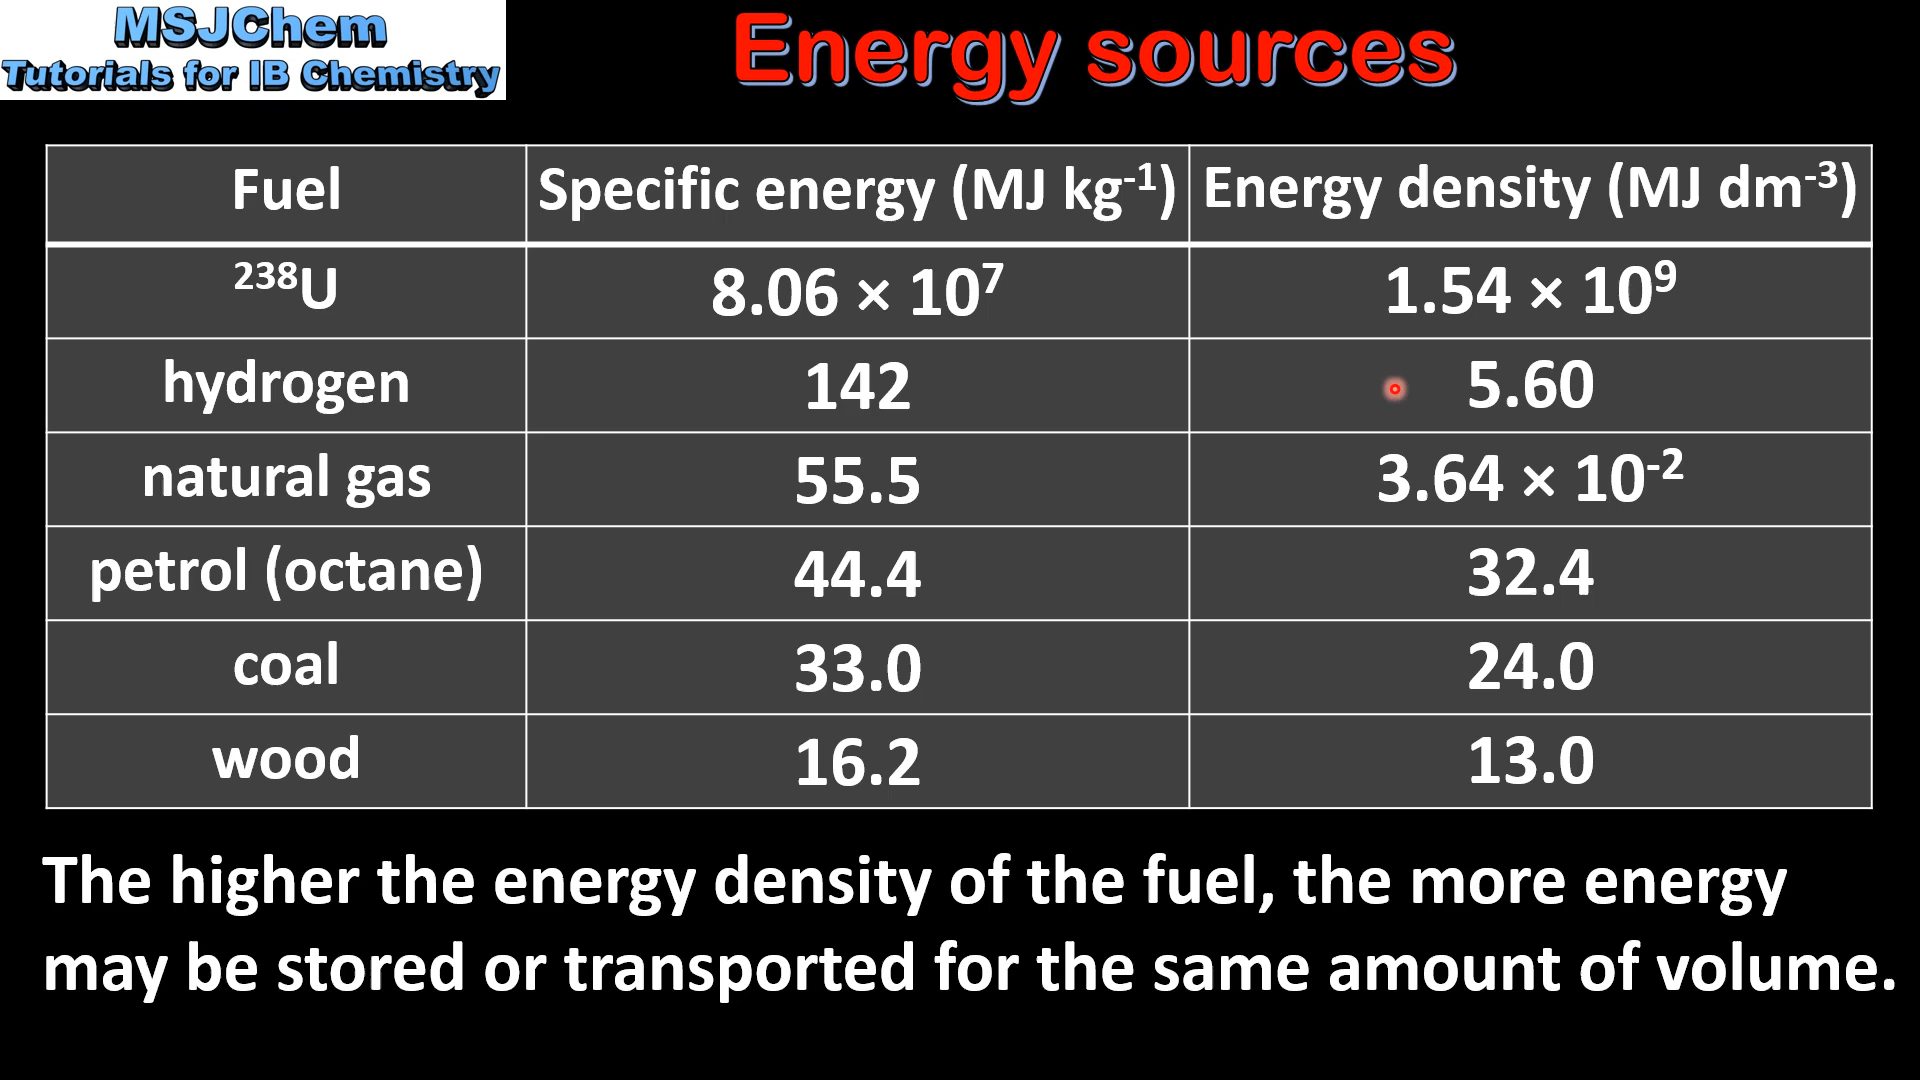 MSJChem
Tutorials for IB Chemistry
Energy sources
Fuel Specific energy (MJ kg⁻¹) Energy density (MJ dm⁻³)
²³⁸U 8.06 × 10⁷ 1.54 × 10⁹
hydrogen 142 5.60
natural gas 55.5 3.64 × 10⁻²
petrol (octane) 44.4 32.4
coal 33.0 24.0
wood 16.2 13.0
The higher the energy density of the fuel, the more energy
may be stored or transported for the same amount of volume.